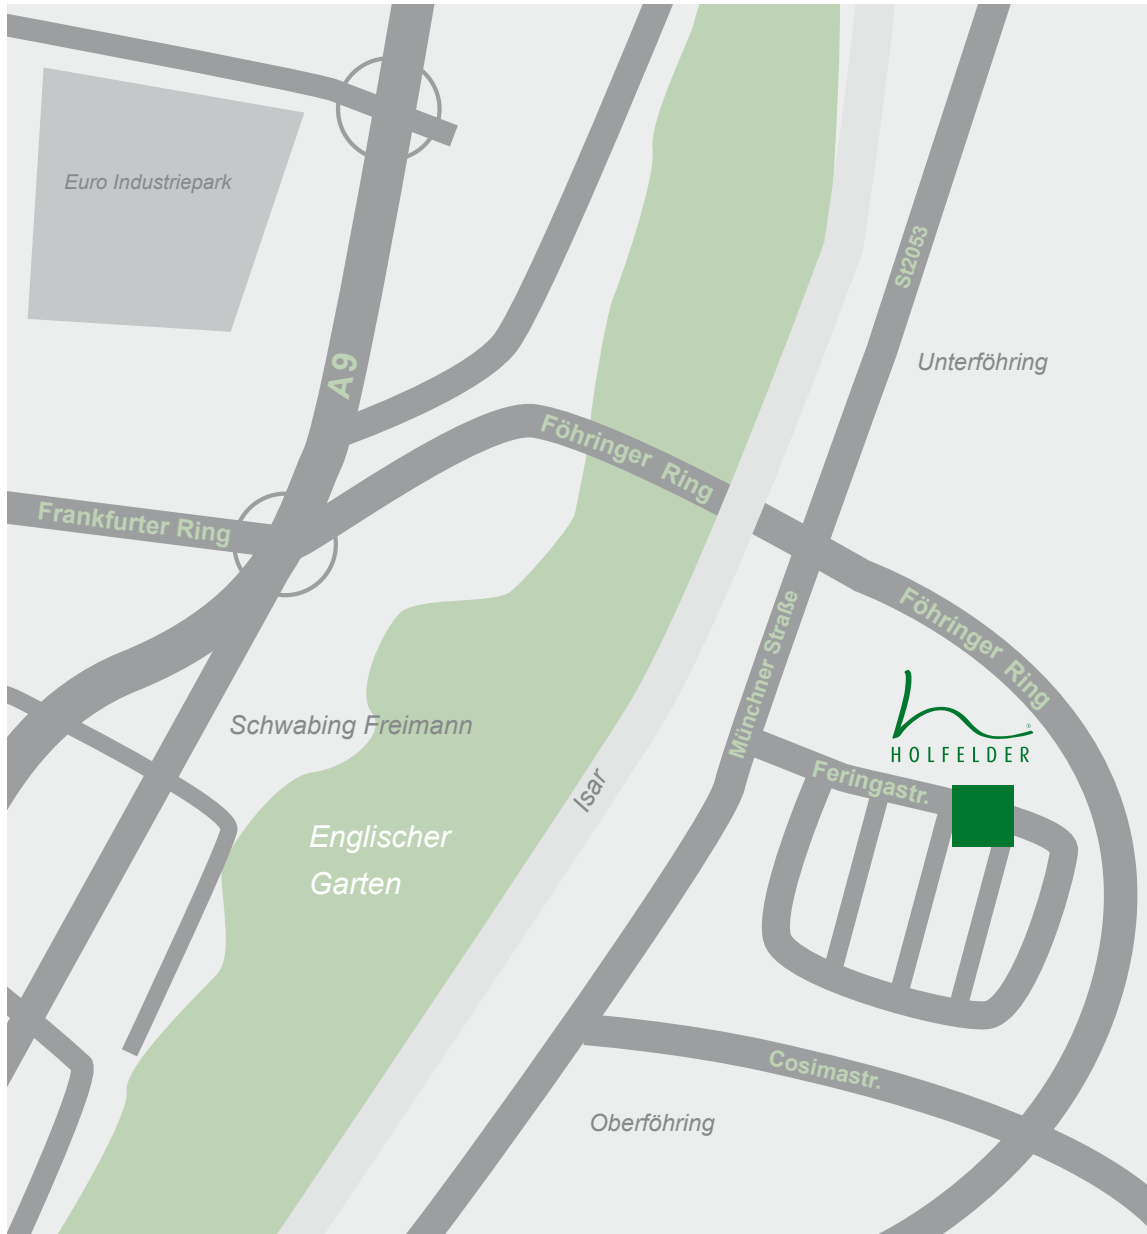 Euro Industriepark
St2053
Unterföhring
A9
Föhringer Ring
Frankfurter Ring
Föhringer Ring
Münchner Straße
Schwabing Freimann
HOLFELDER
®
Feringastr.
Isar
Englischer
Garten
Cosimastr.
Oberföhring